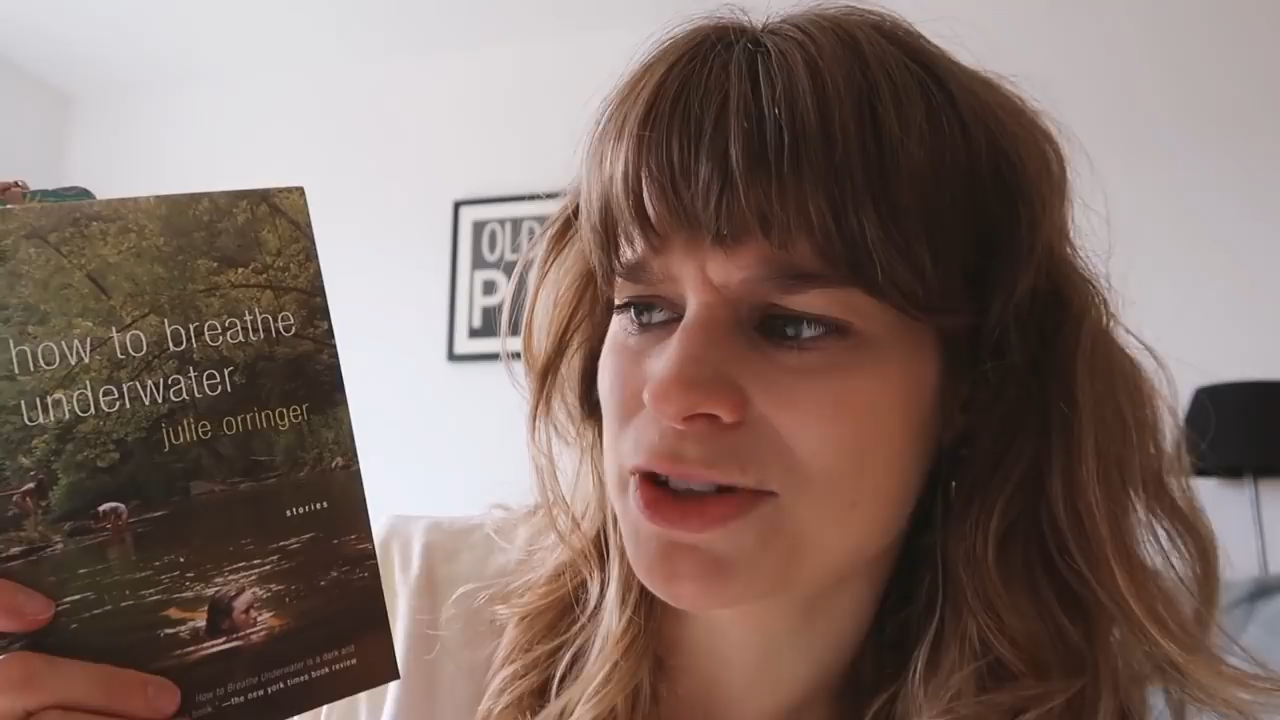 how to breathe
underwater
julie orringer
stories
How to Breathe Underwater is a dark and
book." —the new york times book review
OLD